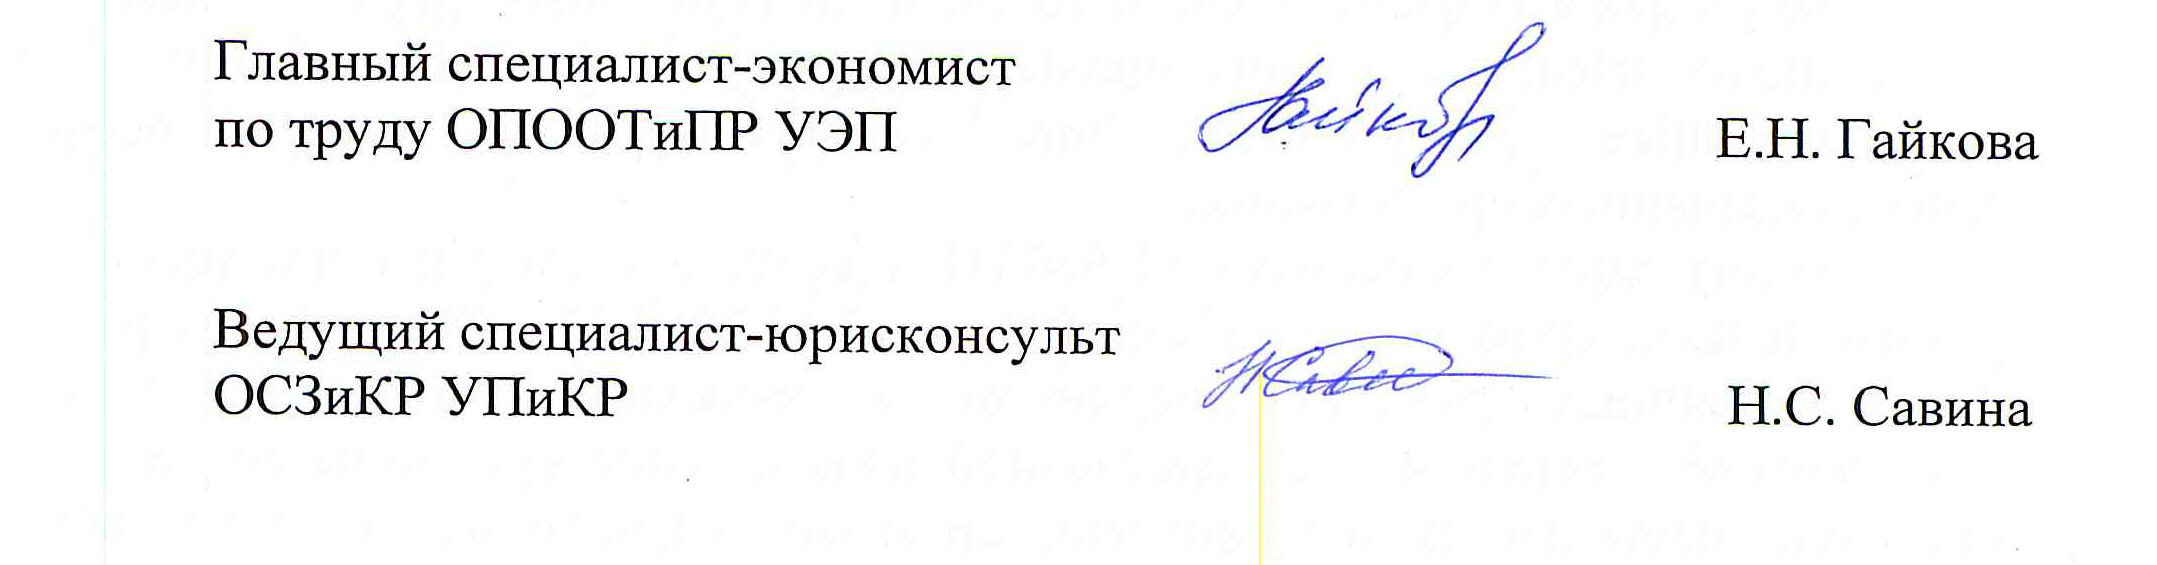 Главный специалист-экономист
по труду ОПООТиПР УЭП
Е.Н. Гайкова
Ведущий специалист-юрисконсульт
ОСЗиКР УПиКР
Н.С. Савина